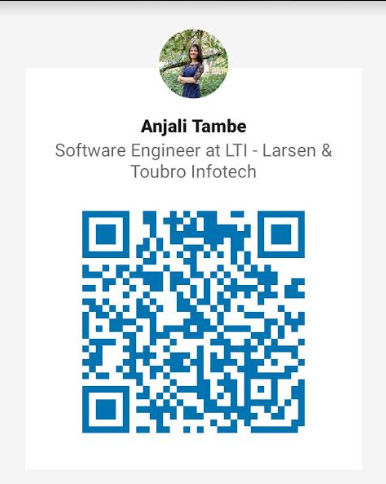 Anjali Tambe
Software Engineer at LTI - Larsen &
Toubro Infotech